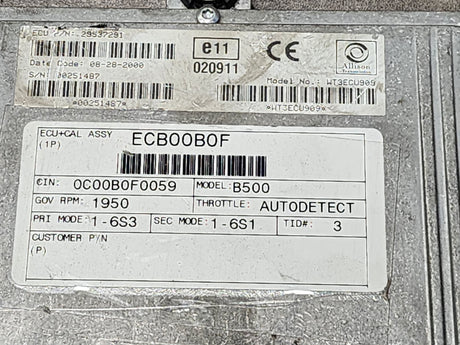 ECU P/N: 29537291
Date Code: 08-28-2000
S/N: 00251487
*00251487*
e11
020911
CE
Allison
Transmission
Model No.: WT3ECU909
*WT3ECU909*
ECU+CAL ASSY ECB00B0F
(1P)
CIN: 0C00B0F0059 MODEL: B500
GOV RPM: 1950 THROTTLE: AUTODETECT
PRI MODE: 1-6S3 SEC MODE: 1-6S1 TID#: 3
CUSTOMER P/N
(P)